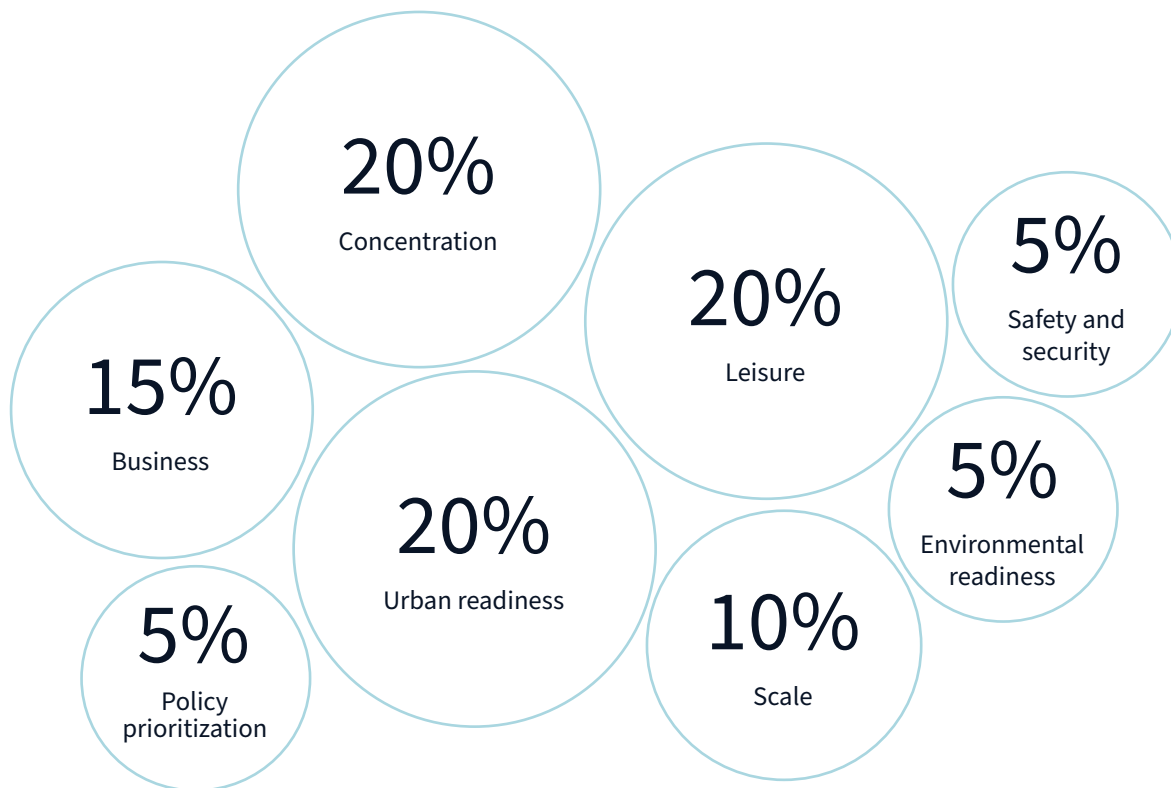 20%
Concentration
20%
Leisure
5%
Safety and
security
15%
Business
20%
Urban readiness
5%
Environmental
readiness
5%
Policy
prioritization
10%
Scale